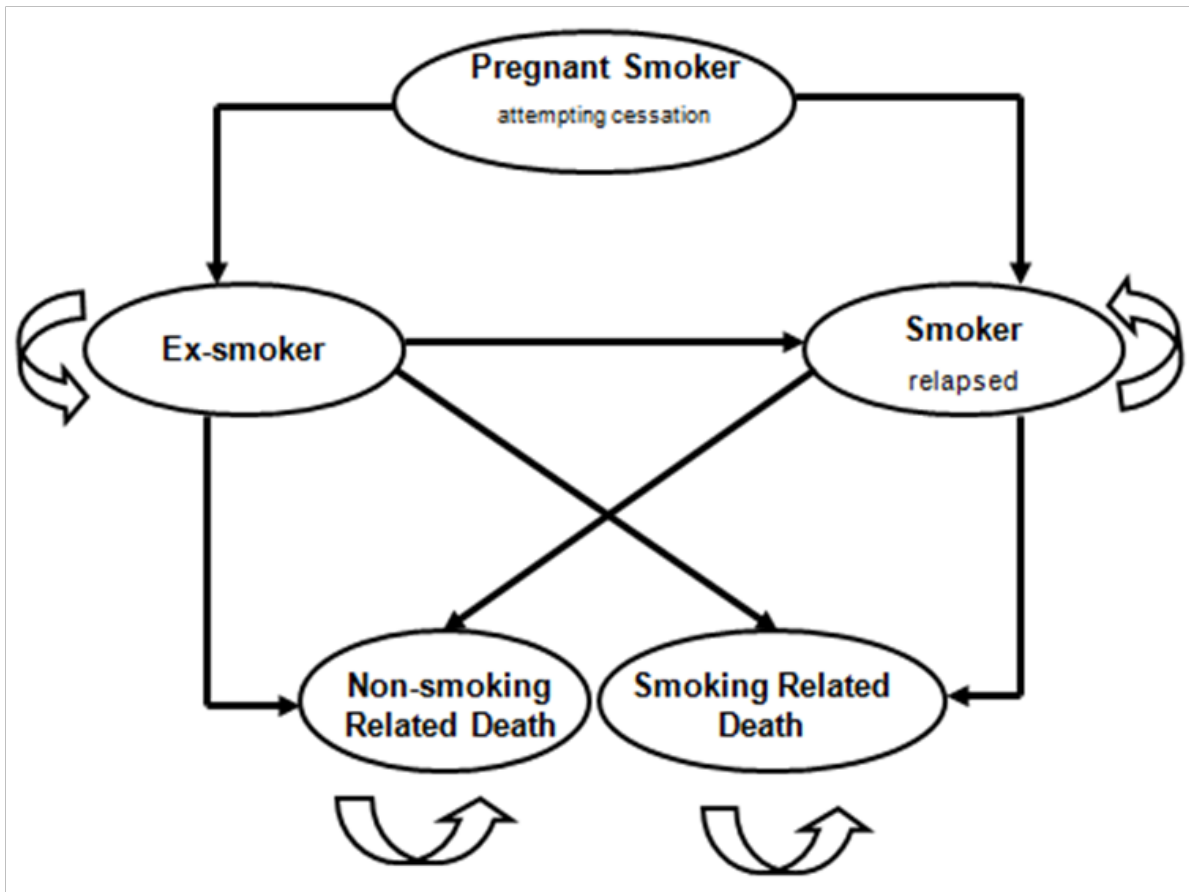 Pregnant Smoker
attempting cessation
Ex-smoker
Smoker
relapsed
Non-smoking
Related Death
Smoking Related
Death